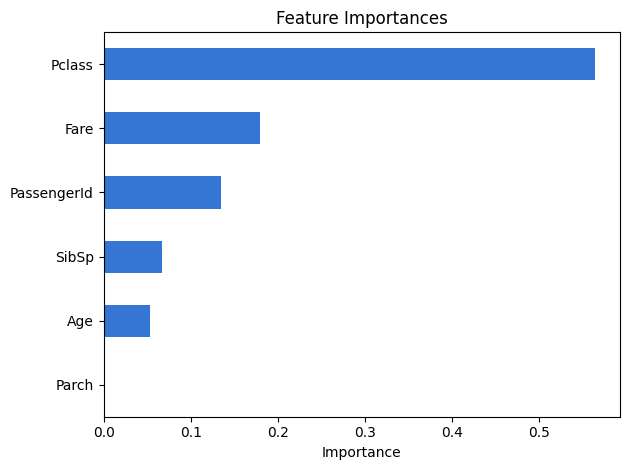 Feature Importances
Pclass
Fare
PassengerId
SibSp
Age
Parch
0.0 0.1 0.2 0.3 0.4 0.5
Importance